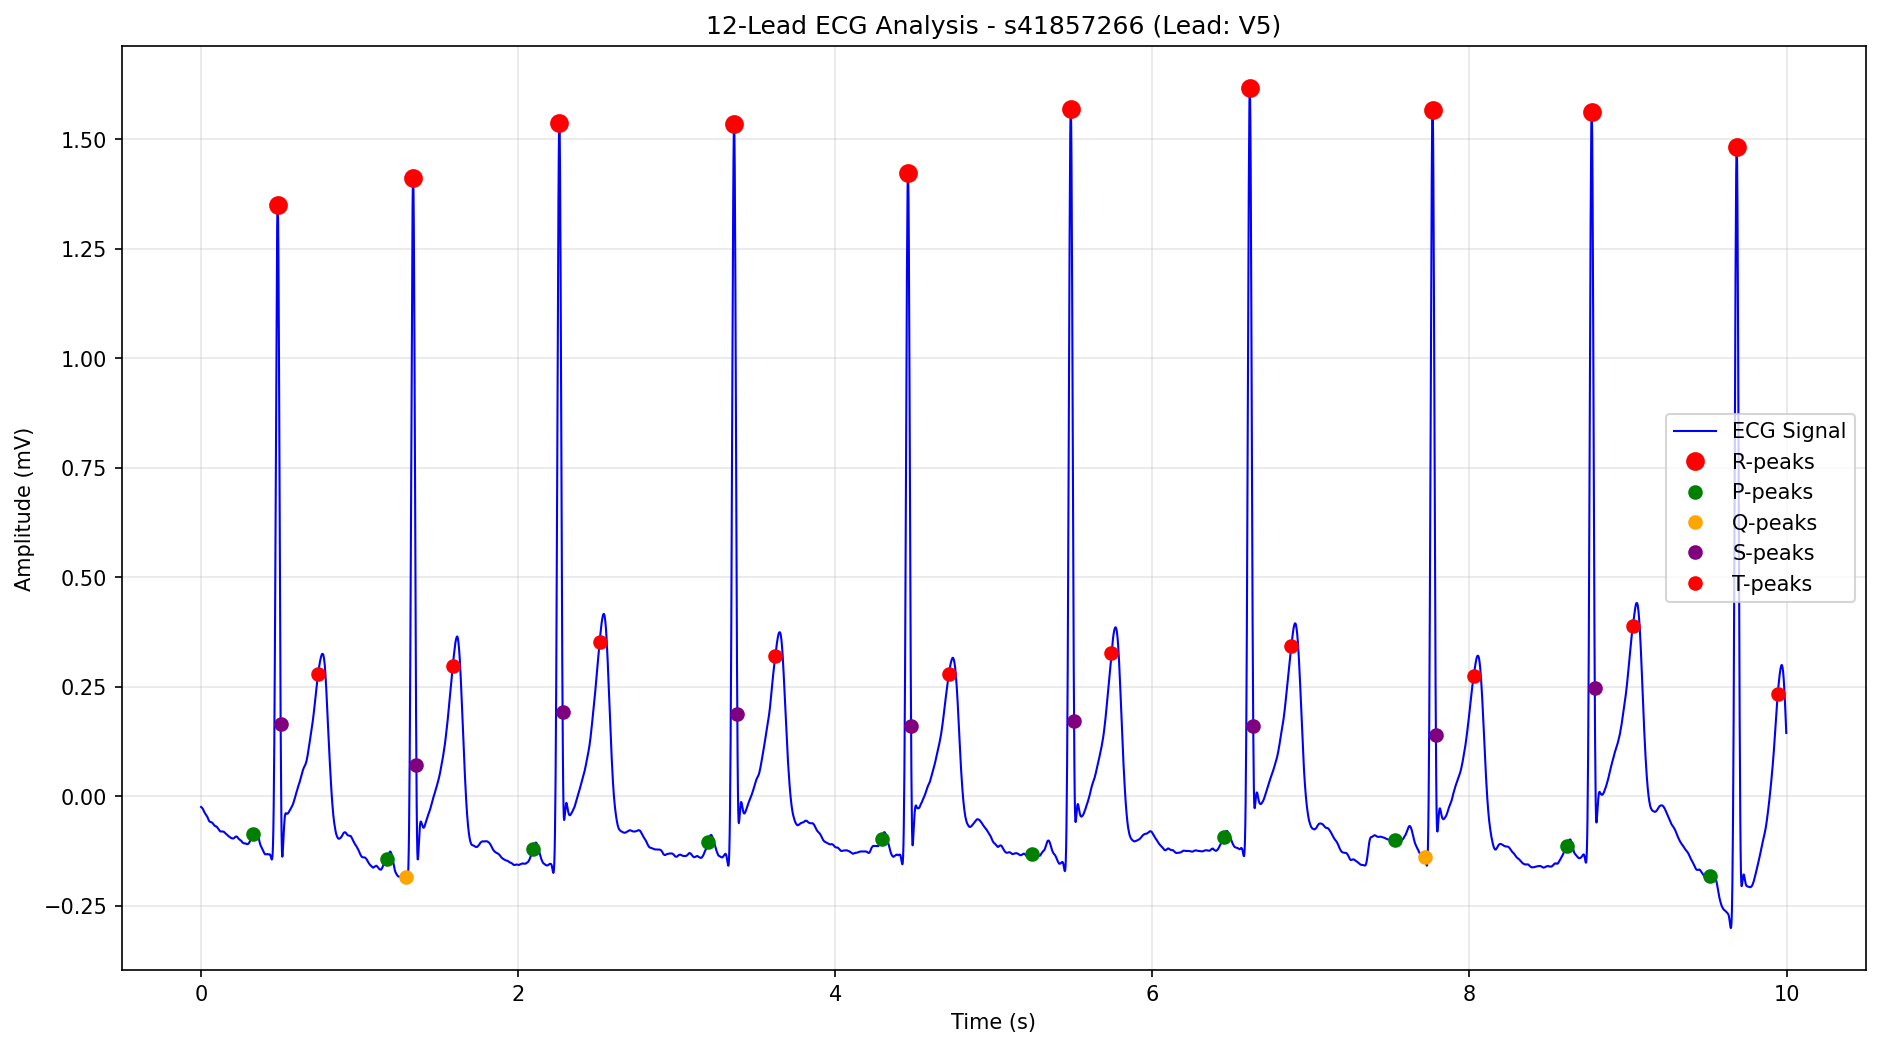 12-Lead ECG Analysis - s41857266 (Lead: V5)
Amplitude (mV)
1.50
1.25
1.00
0.75
0.50
0.25
0.00
−0.25
ECG Signal
R-peaks
P-peaks
Q-peaks
S-peaks
T-peaks
0 2 4 6 8 10
Time (s)